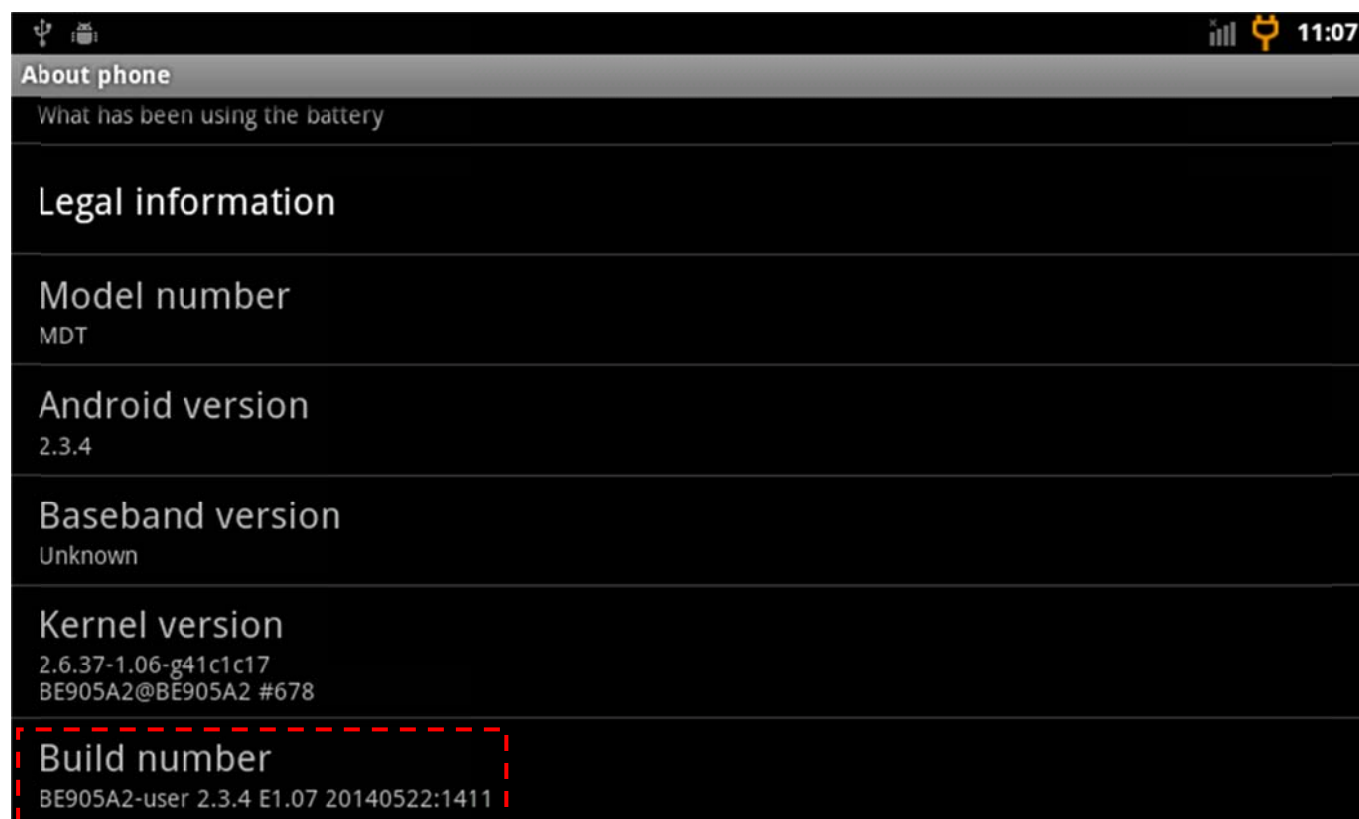 11:07
About phone
What has been using the battery
Legal information
Model number
MDT
Android version
2.3.4
Baseband version
Unknown
Kernel version
2.6.37-1.06-g41c1c17
BE905A2@BE905A2 #678
Build number
BE905A2-user 2.3.4 E1.07 20140522:1411